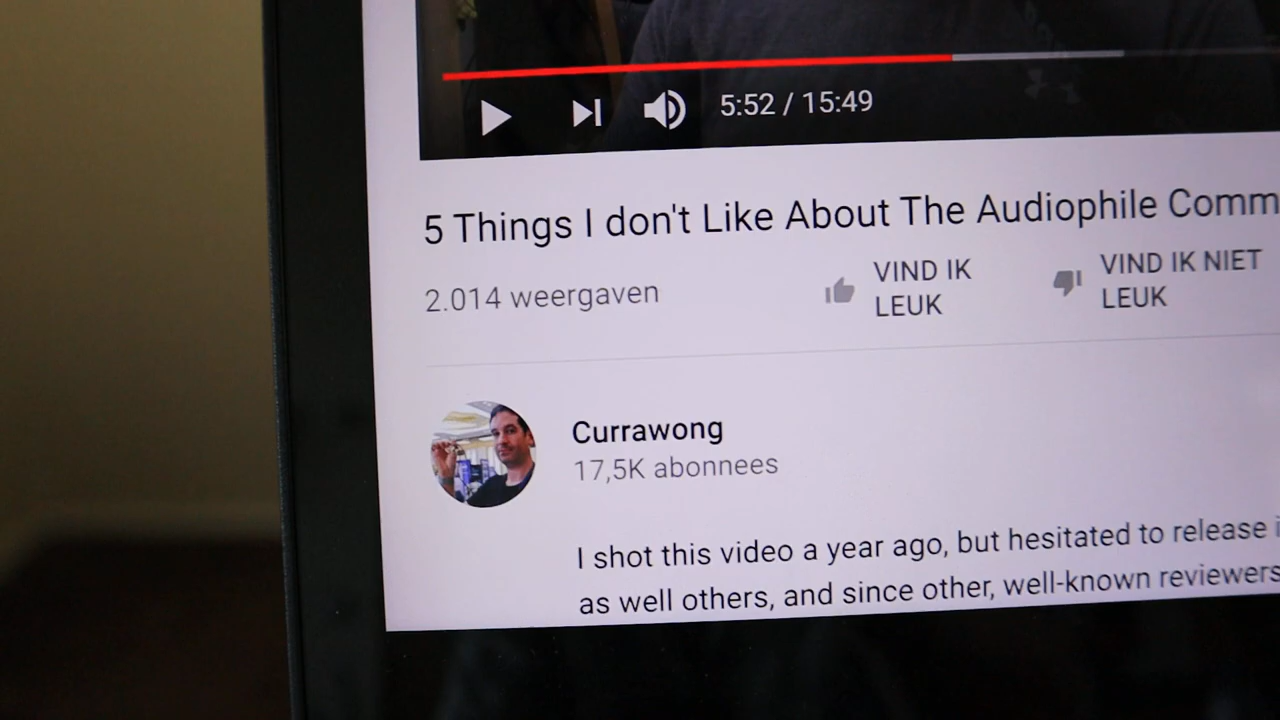 5:52 / 15:49
5 Things I don't Like About The Audiophile Comm
2.014 weergaven
VIND IK
LEUK
VIND IK NIET
LEUK
Currawong
17,5K abonnees
I shot this video a year ago, but hesitated to release
as well others, and since other, well-known reviewers